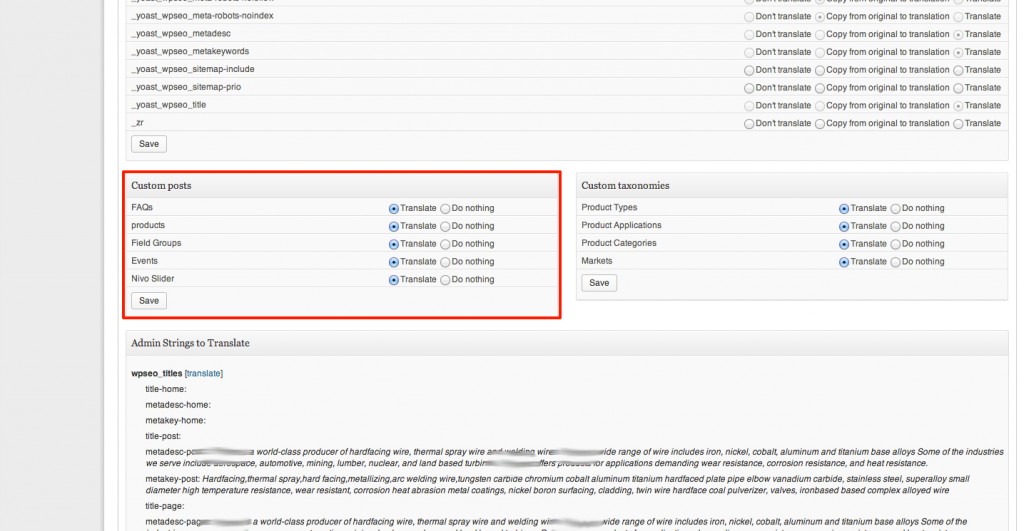 _yoast_wpseo_meta-robots-nofollow Don't translate Copy from original to translation Translate
_yoast_wpseo_meta-robots-noindex Don't translate Copy from original to translation Translate
_yoast_wpseo_metadesc Don't translate Copy from original to translation Translate
_yoast_wpseo_metakeywords Don't translate Copy from original to translation Translate
_yoast_wpseo_sitemap-include Don't translate Copy from original to translation Translate
_yoast_wpseo_sitemap-prio Don't translate Copy from original to translation Translate
_yoast_wpseo_title Don't translate Copy from original to translation Translate
_zr Don't translate Copy from original to translation Translate
Save
Custom posts
FAQs Translate Do nothing
products Translate Do nothing
Field Groups Translate Do nothing
Events Translate Do nothing
Nivo Slider Translate Do nothing
Save
Custom taxonomies
Product Types Translate Do nothing
Product Applications Translate Do nothing
Product Categories Translate Do nothing
Markets Translate Do nothing
Save
Admin Strings to Translate
wpseo_titles [translate]
title-home:
metadesc-home:
metakey-home:
title-post:
a world-class producer of hardfacing wire, thermal spray wire and welding wire wide range of wire includes iron, nickel, cobalt, aluminum and titanium base alloys Some of the industries
we serve include aerospace, automotive, mining, lumber, nuclear, and land based for applications demanding wear resistance, corrosion resistance, and heat resistance.
metakey-post: Hardfacing,thermal spray,hard facing,metallizing,arc welding wire,tungsten carbide chromium cobalt aluminum titanium hardfaced plate pipe elbow vanadium carbide, stainless steel, superalloy small
diameter high temperature resistance, wear resistant, corrosion heat abrasion metal coatings, nickel boron surfacing, cladding, twin wire hardface coal pulverizer, valves, ironbased based complex alloyed wire
title-page:
a world-class producer of hardfacing wire, thermal spray wire and welding wide range of wire includes iron, nickel, cobalt, aluminum and titanium base alloys Some of the